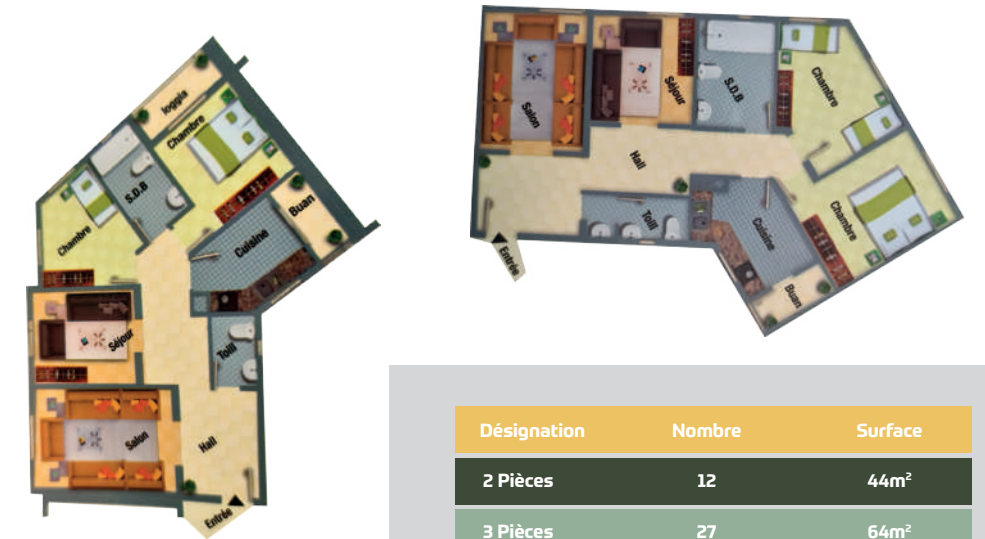 loggia
Chambre
S.D.B
Chambre
Buan
Cuisine
Séjour
Toill
Salon
Hall
Entrée
Salon
Séjour
S.D.B
Chambre
Hall
Toill
Cuisine
Chambre
Buan
Entrée
Désignation Nombre Surface
2 Pièces 12 44m²
3 Pièces 27 64m²